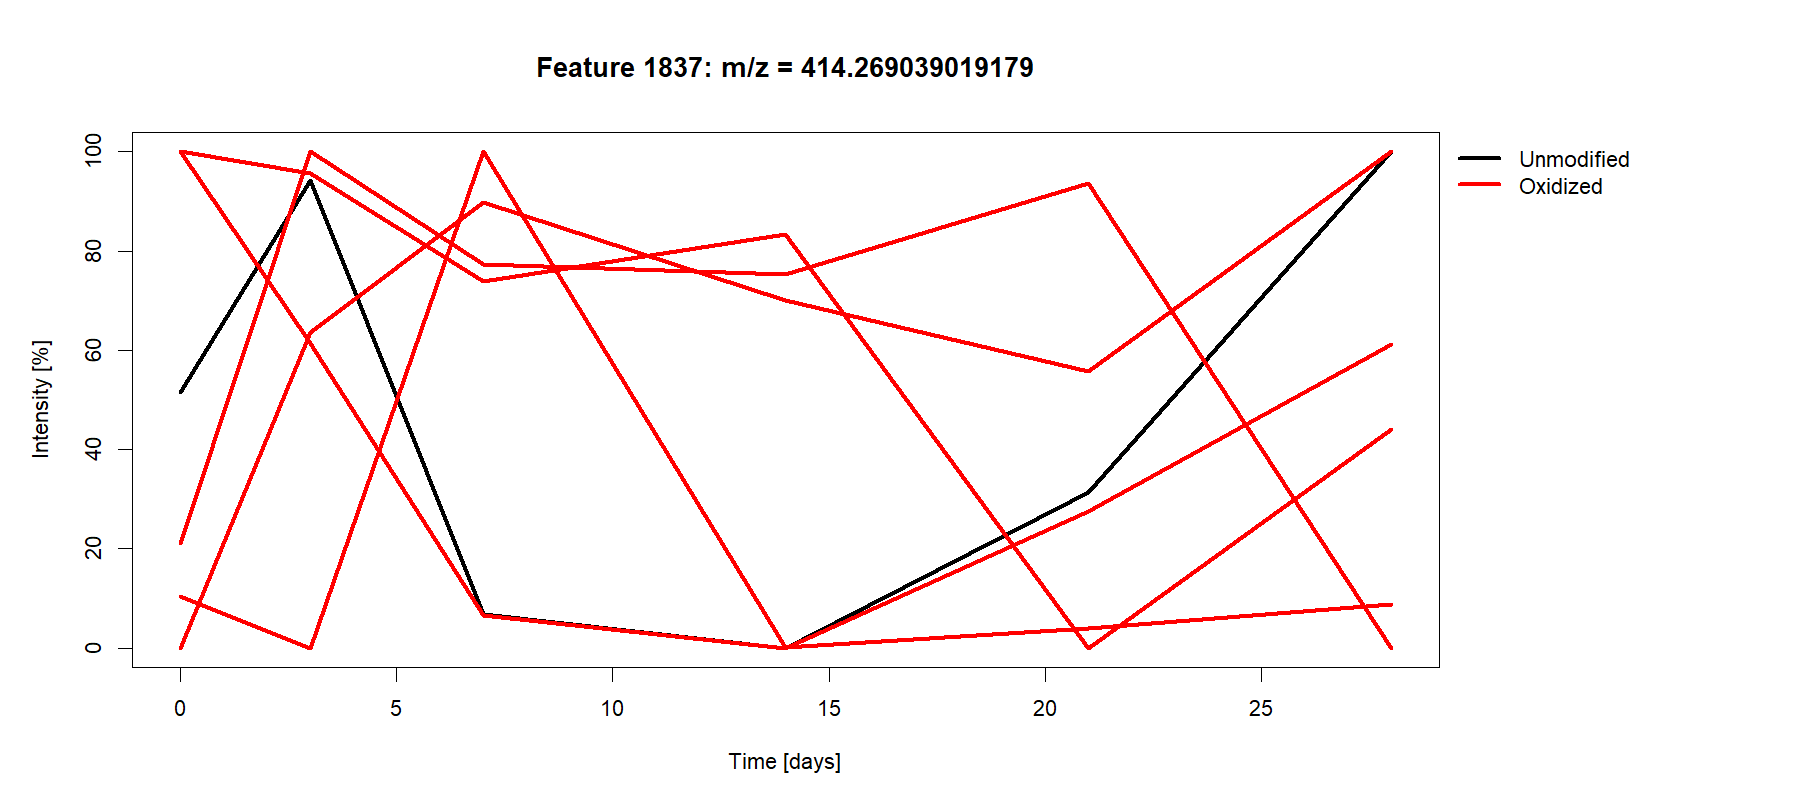 Feature 1837: m/z = 414.269039019179
100
80
60
40
20
0
Intensity [%]
0 5 10 15 20 25
Time [days]
Unmodified
Oxidized